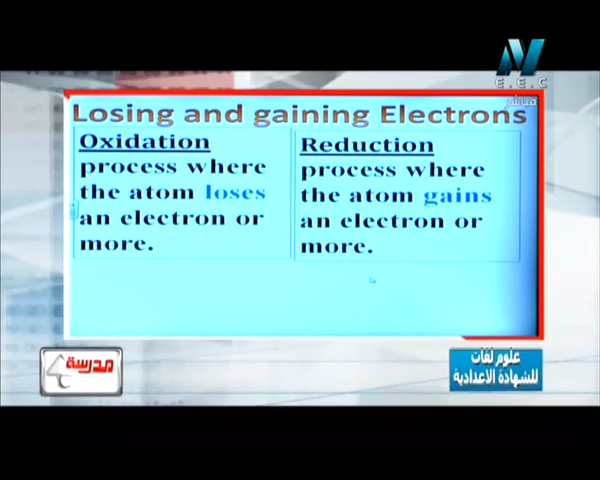 E.E.C
مباشر
Losing and gaining Electrons
Oxidation
process where
the atom loses
an electron or
more.
Reduction
process where
the atom gains
an electron or
more.
مدرسة
علوم لغات
للشهادة الاعدادية